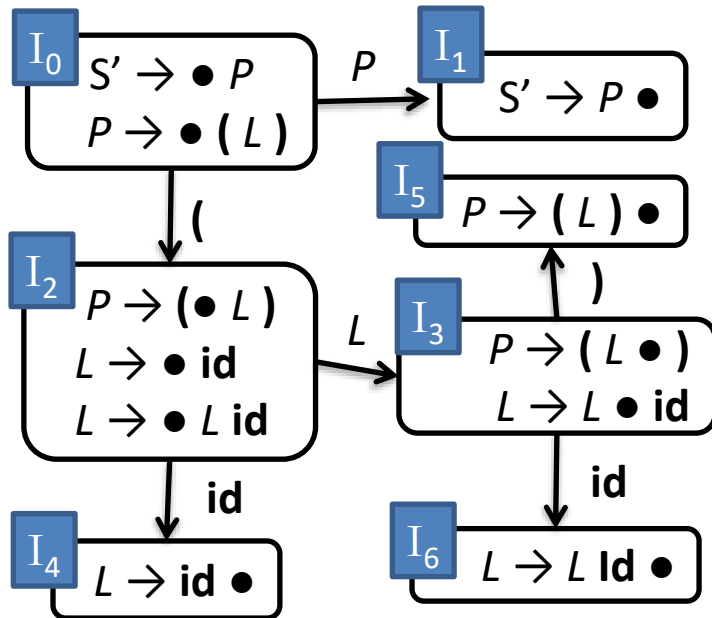 I₀
S’ → ● P
P → ● ( L )
P
I₁
S’ → P ●
(
I₅
P → ( L ) ●
I₂
P → (● L )
L → ● id
L → ● L id
L
)
I₃
P → ( L ● )
L → L ● id
id
id
I₄
L → id ●
I₆
L → L Id ●